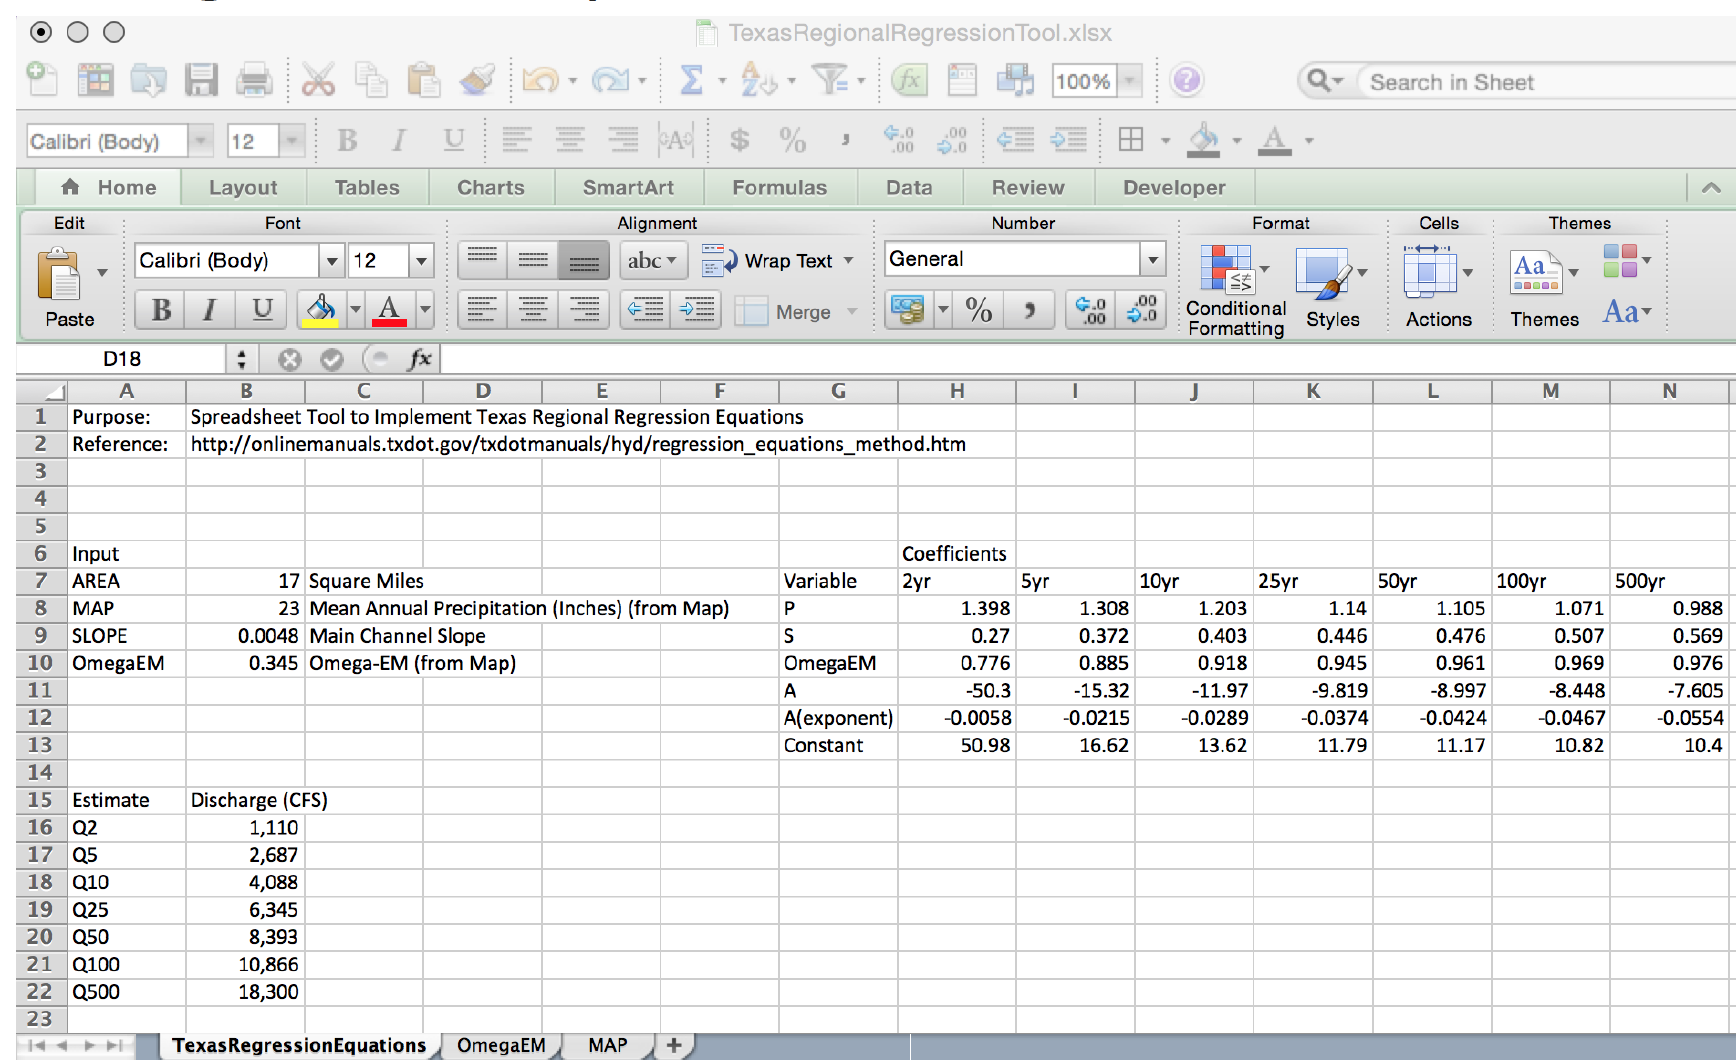 TexasRegionalRegressionTool.xlsx
100%
Search in Sheet
Calibri (Body) 12 B I U $ % ,
Home Layout Tables Charts SmartArt Formulas Data Review Developer
Edit Font Alignment Number Format Cells Themes
Calibri (Body) 12 abc Wrap Text General
Paste B I U A Merge % , Conditional Formatting Styles Actions Themes Aa
D18 fx
A B C D E F G H I J K L M N
1 Purpose: Spreadsheet Tool to Implement Texas Regional Regression Equations
2 Reference: http://onlinemanuals.txdot.gov/txdotmanuals/hyd/regression_equations_method.htm
3
4
5
6 Input Coefficients
7 AREA 17 Square Miles Variable 2yr 5yr 10yr 25yr 50yr 100yr 500yr
8 MAP 23 Mean Annual Precipitation (Inches) (from Map) P 1.398 1.308 1.203 1.14 1.105 1.071 0.988
9 SLOPE 0.0048 Main Channel Slope S 0.27 0.372 0.403 0.446 0.476 0.507 0.569
10 OmegaEM 0.345 Omega-EM (from Map) OmegaEM 0.776 0.885 0.918 0.945 0.961 0.969 0.976
11 A -50.3 -15.32 -11.97 -9.819 -8.997 -8.448 -7.605
12 A(exponent) -0.0058 -0.0215 -0.0289 -0.0374 -0.0424 -0.0467 -0.0554
13 Constant 50.98 16.62 13.62 11.79 11.17 10.82 10.4
14
15 Estimate Discharge (CFS)
16 Q2 1,110
17 Q5 2,687
18 Q10 4,088
19 Q25 6,345
20 Q50 8,393
21 Q100 10,866
22 Q500 18,300
23
TexasRegressionEquations OmegaEM MAP +